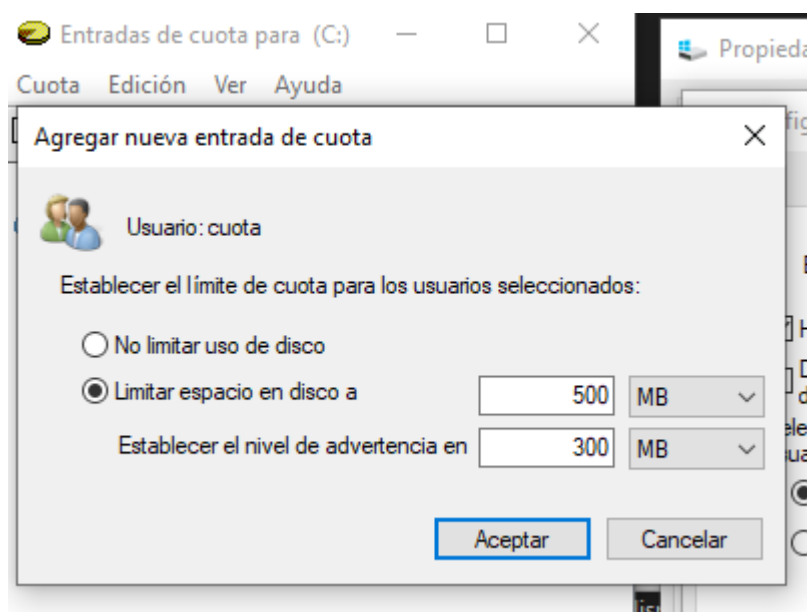 Entradas de cuota para (C:)
Propieda
Cuota Edición Ver Ayuda
Agregar nueva entrada de cuota
Usuario: cuota
Establecer el límite de cuota para los usuarios seleccionados:
No limitar uso de disco
Limitar espacio en disco a 500 MB
Establecer el nivel de advertencia en 300 MB
Aceptar Cancelar